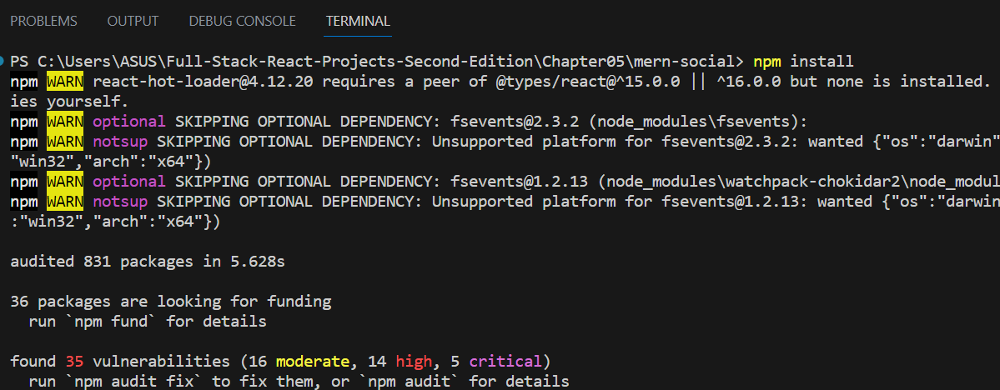 PROBLEMS OUTPUT DEBUG CONSOLE TERMINAL
PS C:\Users\ASUS\Full-Stack-React-Projects-Second-Edition\Chapter05\mern-social> npm install
npm WARN react-hot-loader@4.12.20 requires a peer of @types/react@^15.0.0 || ^16.0.0 but none is installed.
ies yourself.
npm WARN optional SKIPPING OPTIONAL DEPENDENCY: fsevents@2.3.2 (node_modules\fsevents):
npm WARN notsup SKIPPING OPTIONAL DEPENDENCY: Unsupported platform for fsevents@2.3.2: wanted {"os":"darwin"
"win32","arch":"x64"})
npm WARN optional SKIPPING OPTIONAL DEPENDENCY: fsevents@1.2.13 (node_modules\watchpack-chokidar2\node_modul
npm WARN notsup SKIPPING OPTIONAL DEPENDENCY: Unsupported platform for fsevents@1.2.13: wanted {"os":"darwin
:"win32","arch":"x64"})
audited 831 packages in 5.628s
36 packages are looking for funding
run `npm fund` for details
found 35 vulnerabilities (16 moderate, 14 high, 5 critical)
run `npm audit fix` to fix them, or `npm audit` for details